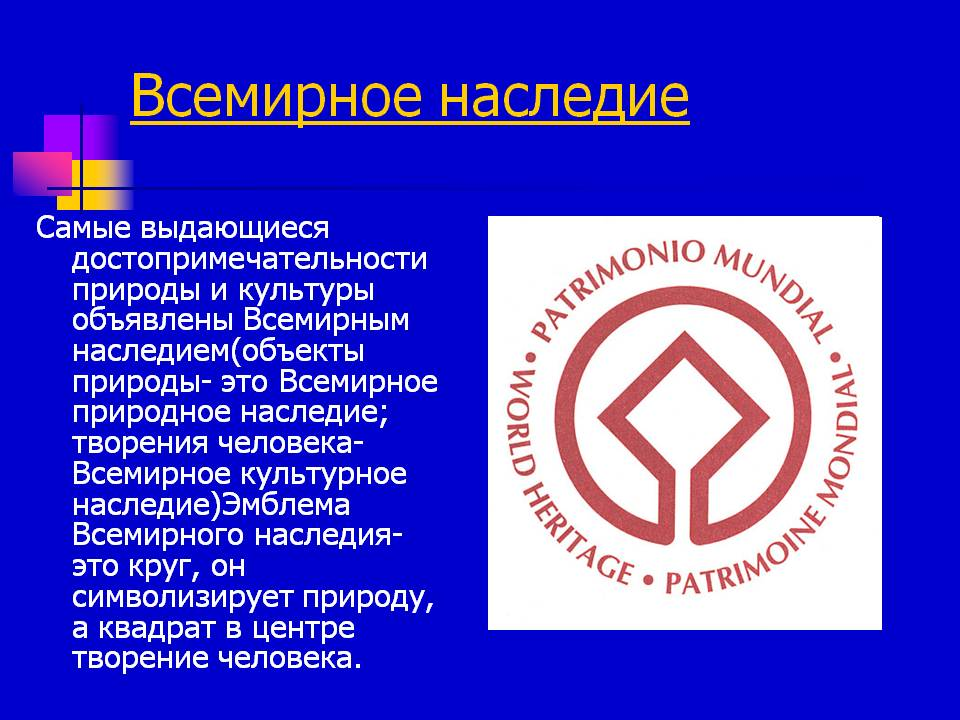 Всемирное наследие
Самые выдающиеся
достопримечательности
природы и культуры
объявлены Всемирным
наследием(объекты
природы- это Всемирное
природное наследие;
творения человека-
Всемирное культурное
наследие)Эмблема
Всемирного наследия-
это круг, он
символизирует природу,
а квадрат в центре
творение человека.
• PATRIMONIO MUNDIAL
• WORLD HERITAGE
• PATRIMOINE MONDIAL